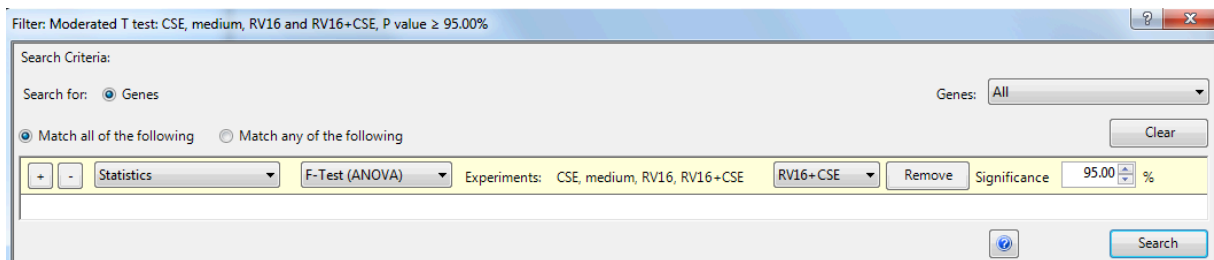 Filter: Moderated T test: CSE, medium, RV16 and RV16+CSE, P value ≥ 95.00% ? X
Search Criteria:
Search for: Genes Genes: All
Match all of the following Match any of the following Clear
+ - Statistics F-Test (ANOVA) Experiments: CSE, medium, RV16, RV16+CSE RV16+CSE Remove Significance 95.00 %
? Search